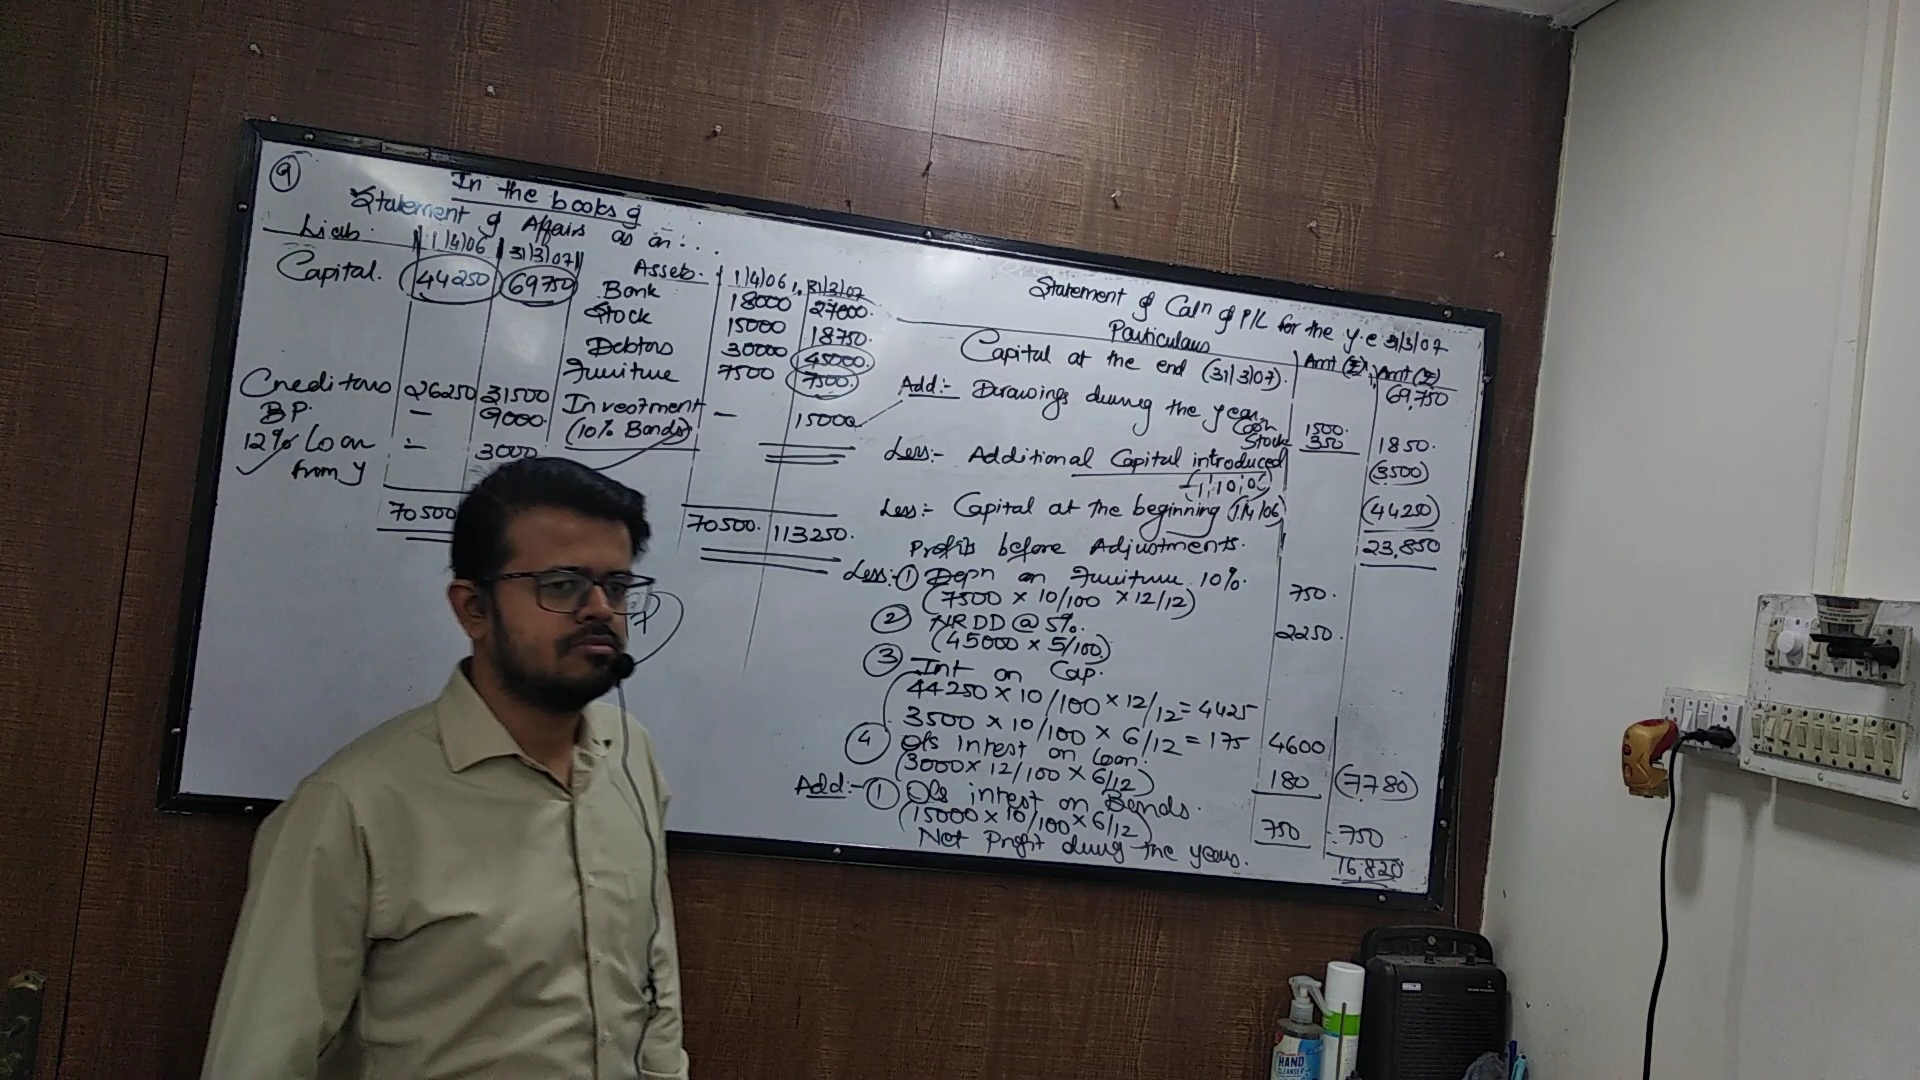 9
In the books of
Statement of Affairs as on:..
Liab. 1/4/06 31/3/07 Assets. 1/4/06 31/3/07
Capital. 44250 69750 Bank 18000 27000.
Stock 15000 18750.
Debtors 30000 45000.
Furniture 7500 7500.
Creditors 26250 31500 Investment — 15000
(10% Bonds)
BP. — 9000.
12% Loan — 3000
from Y
70500 70500. 113250.
Statement of Caln of P/L for the y.e 31/3/07
Particulars Amt (₹) Amt (₹)
Capital at the end (31/3/07). 69,750
Add:- Drawings during the year
Cash 1500.
Stock 350 1850.
Less:- Additional Capital introduced (3500)
Less:- Capital at the beginning (1/4/06) (44250)
Profits before Adjustments. 23,850
Less:- 1 Depn on Furniture 10%. 750.
(7500 × 10/100 × 12/12)
2 NRDD @ 5%. 2250.
(45000 × 5/100)
3 Int on Cap.
44250 × 10/100 × 12/12 = 4425
3500 × 10/100 × 6/12 = 175 4600
4 O/s Intrest on Loan.
(3000 × 12/100 × 6/12) 180 (7780)
Add:- 1 O/s intrest on Bonds.
(15000 × 10/100 × 6/12) 750 750
Net Profit during the years. 16,820
HAND
CLEANSER